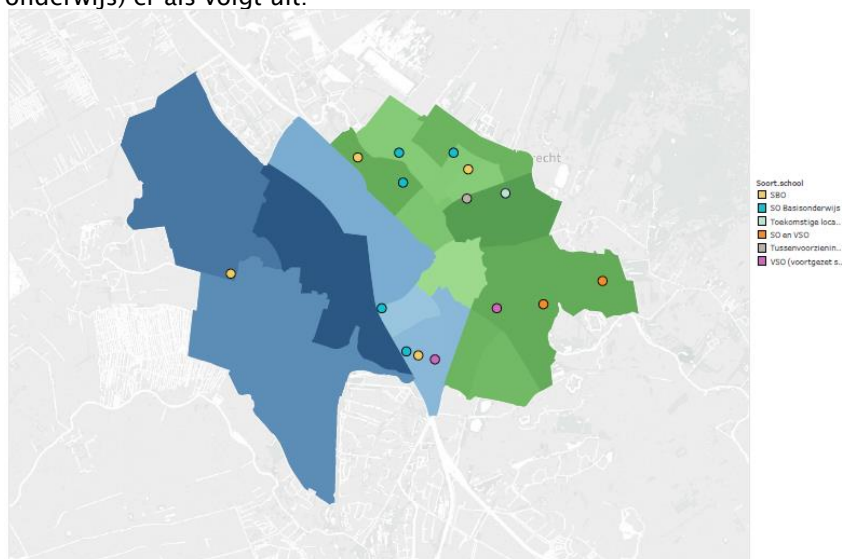 onderwijs) er als volgt uit:
recht
Soort.school
SBO
SO Basisonderwijs
Toekomstige loca..
SO en VSO
Tussenvoorzienin..
VSO (voortgezet s..